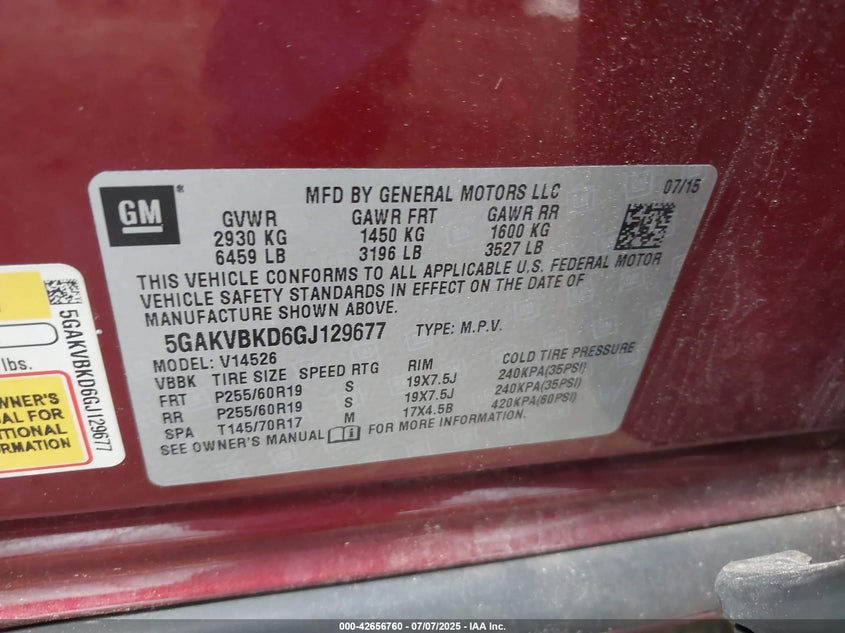 GM
MFD BY GENERAL MOTORS LLC 07/15
GVWR GAWR FRT GAWR RR
2930 KG 1450 KG 1600 KG
6459 LB 3196 LB 3527 LB
THIS VEHICLE CONFORMS TO ALL APPLICABLE U.S. FEDERAL MOTOR
VEHICLE SAFETY STANDARDS IN EFFECT ON THE DATE OF
MANUFACTURE SHOWN ABOVE.
5GAKVBKD6GJ129677 TYPE: M.P.V.
MODEL: V14526
VBBK TIRE SIZE SPEED RTG RIM COLD TIRE PRESSURE
FRT P255/60R19 S 19X7.5J 240KPA(35PSI)
RR P255/60R19 S 19X7.5J 240KPA(35PSI)
SPA T145/70R17 M 17X4.5B 420KPA(60PSI)
SEE OWNER'S MANUAL FOR MORE INFORMATION.
5GAKVBKD6GJ129677
lbs.
WNER'S
UAL FOR
ITIONAL
RMATION
000-42656760 - 07/07/2025 - IAA Inc.